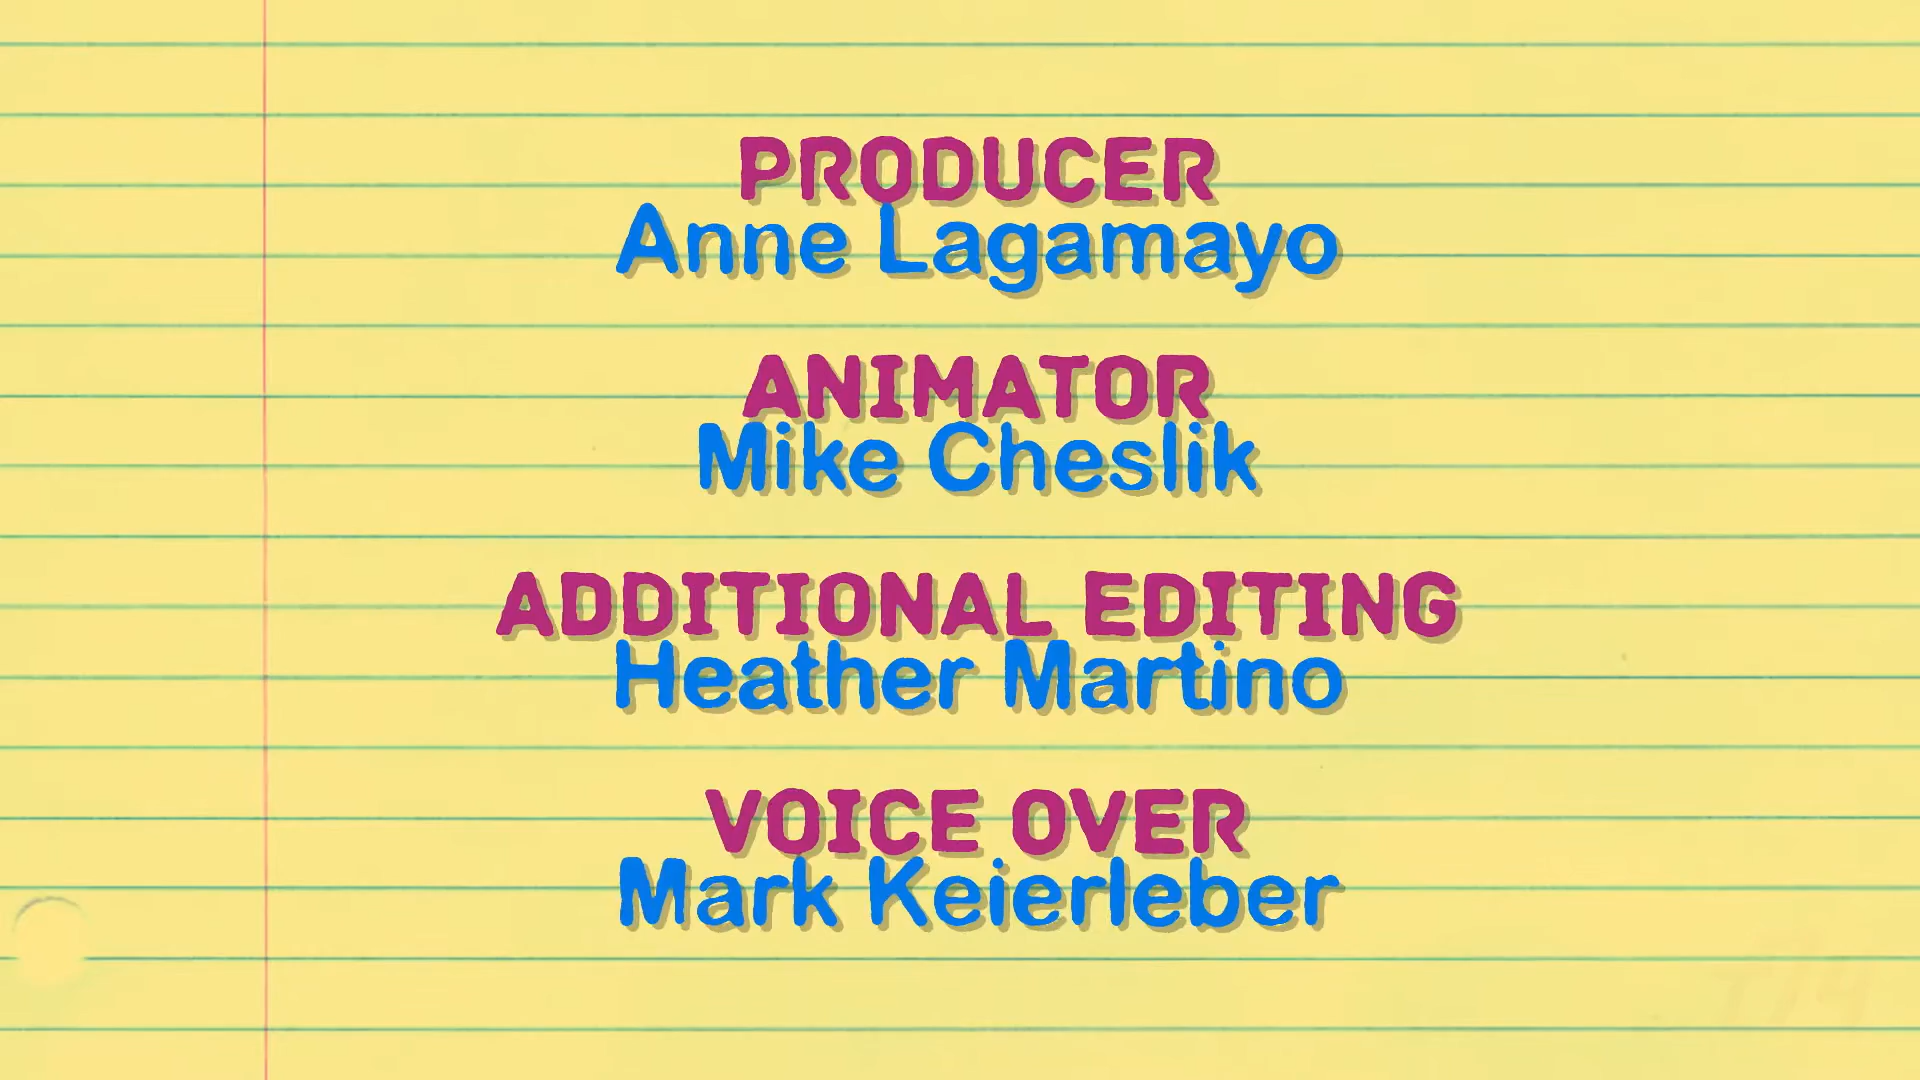 PRODUCER
Anne Lagamayo
ANIMATOR
Mike Cheslik
ADDITIONAL EDITING
Heather Martino
VOICE OVER
Mark Keierleber